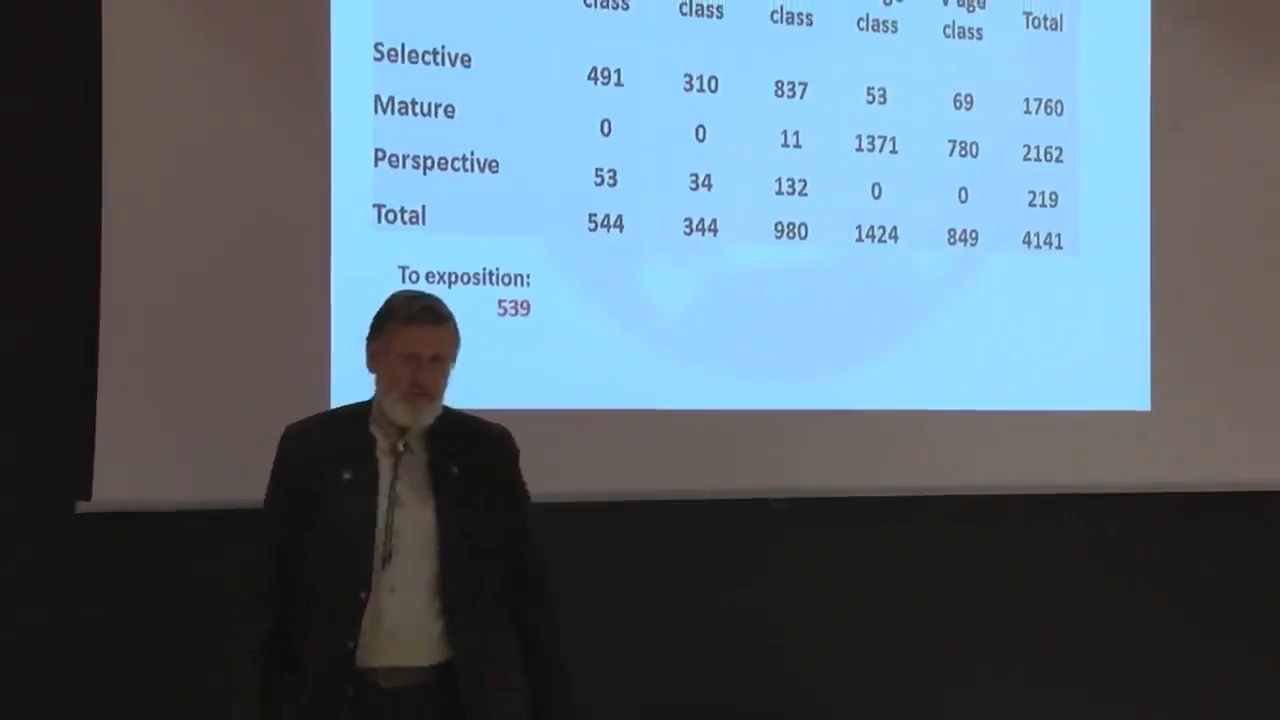 class class class class class Total
Selective 491 310 837 53 69 1760
Mature 0 0 11 1371 780 2162
Perspective 53 34 132 0 0 219
Total 544 344 980 1424 849 4141
To exposition:
539